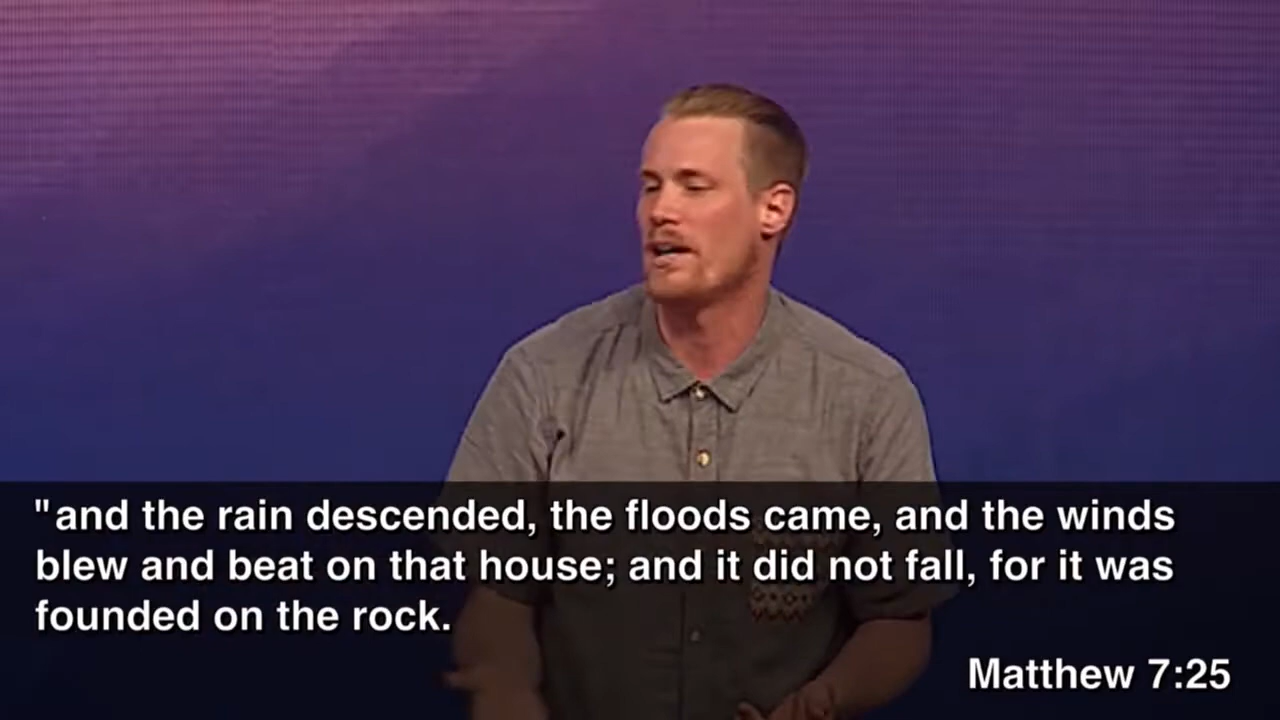 "and the rain descended, the floods came, and the winds
blew and beat on that house; and it did not fall, for it was
founded on the rock.
Matthew 7:25